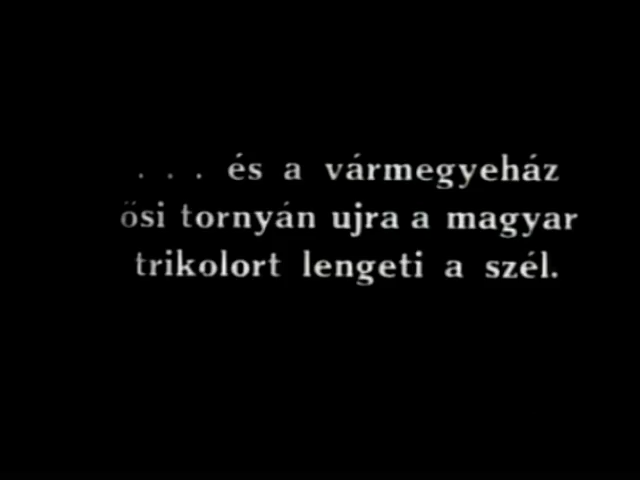 . . . és a vármegyeház
ősi tornyán ujra a magyar
trikolort lengeti a szél.